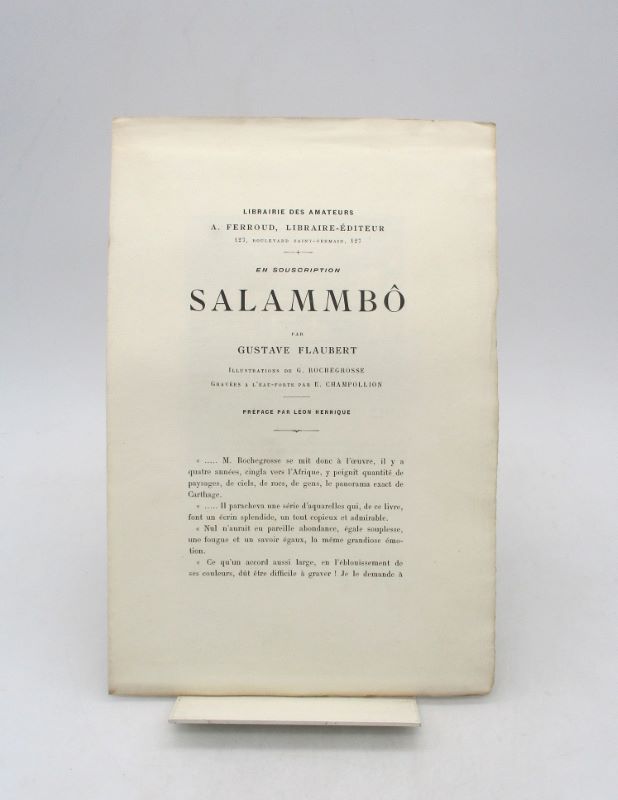 LIBRAIRIE DES AMATEURS
A. FERROUD, LIBRAIRE-ÉDITEUR
127, BOULEVARD SAINT-GERMAIN, 127
EN SOUSCRIPTION
SALAMMBÔ
PAR
GUSTAVE FLAUBERT
ILLUSTRATIONS DE G. ROCHEGROSSE
GRAVÉES A L'EAU-FORTE PAR E. CHAMPOLLION
PRÉFACE PAR LÉON HENNIQUE
« ..... M. Rochegrosse se mit donc à l'œuvre, il y a
quatre années, cingla vers l'Afrique, y peignit quantité de
paysages, de ciels, de rocs, de gens, le panorama exact de
Carthage.
« ..... Il paracheva une série d'aquarelles qui, de ce livre,
font un écrin splendide, un tout copieux et admirable.
« Nul n'aurait eu pareille abondance, égale souplesse,
une fougue et un savoir égaux, la même grandiose émo-
tion.
« Ce qu'un accord aussi large, en l'éblouissement de
ses couleurs, dût être difficile à graver ! Je le demande à